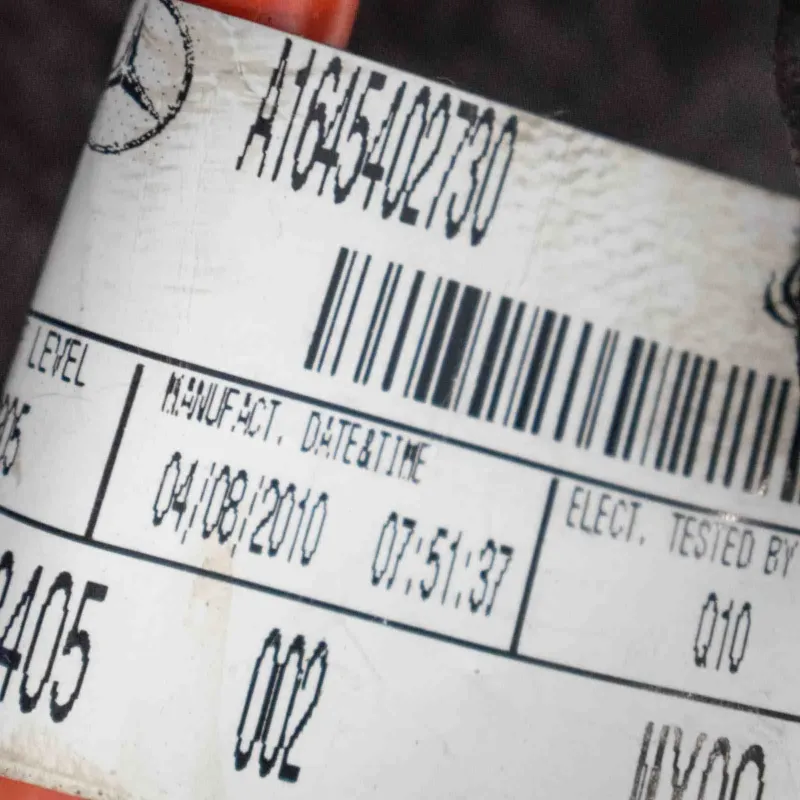 A1645402730
LEVEL
MANUFACT. DATE&TIME
ELECT. TESTED BY
04/08/2010 07:51:37
Q10
405
002